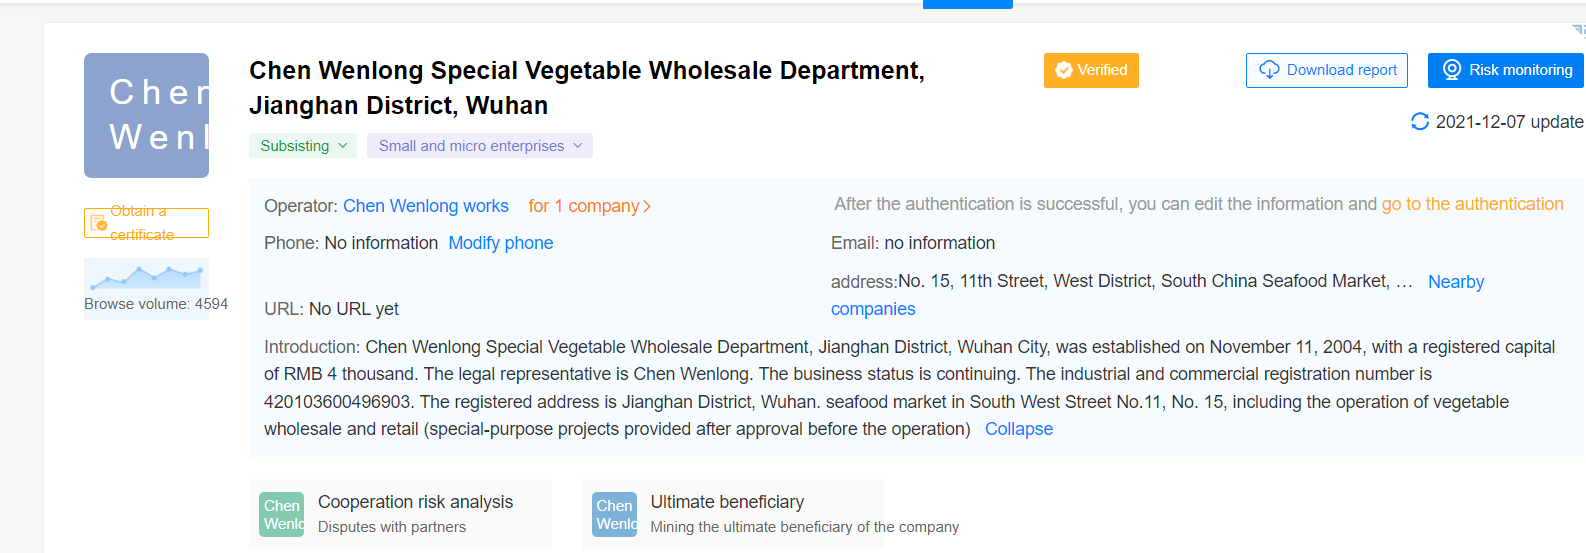 Chen Wenlong Special Vegetable Wholesale Department,
Jianghan District, Wuhan
Verified
Download report
Risk monitoring
2021-12-07 update
Chen
Wenl
Subsisting
Small and micro enterprises
Obtain a
certificate
Browse volume: 4594
Operator: Chen Wenlong works for 1 company
After the authentication is successful, you can edit the information and go to the authentication
Phone: No information Modify phone
Email: no information
address:No. 15, 11th Street, West District, South China Seafood Market, … Nearby
companies
URL: No URL yet
Introduction: Chen Wenlong Special Vegetable Wholesale Department, Jianghan District, Wuhan City, was established on November 11, 2004, with a registered capital
of RMB 4 thousand. The legal representative is Chen Wenlong. The business status is continuing. The industrial and commercial registration number is
420103600496903. The registered address is Jianghan District, Wuhan. seafood market in South West Street No.11, No. 15, including the operation of vegetable
wholesale and retail (special-purpose projects provided after approval before the operation) Collapse
Chen
Wenlo
Cooperation risk analysis
Disputes with partners
Chen
Wenlo
Ultimate beneficiary
Mining the ultimate beneficiary of the company